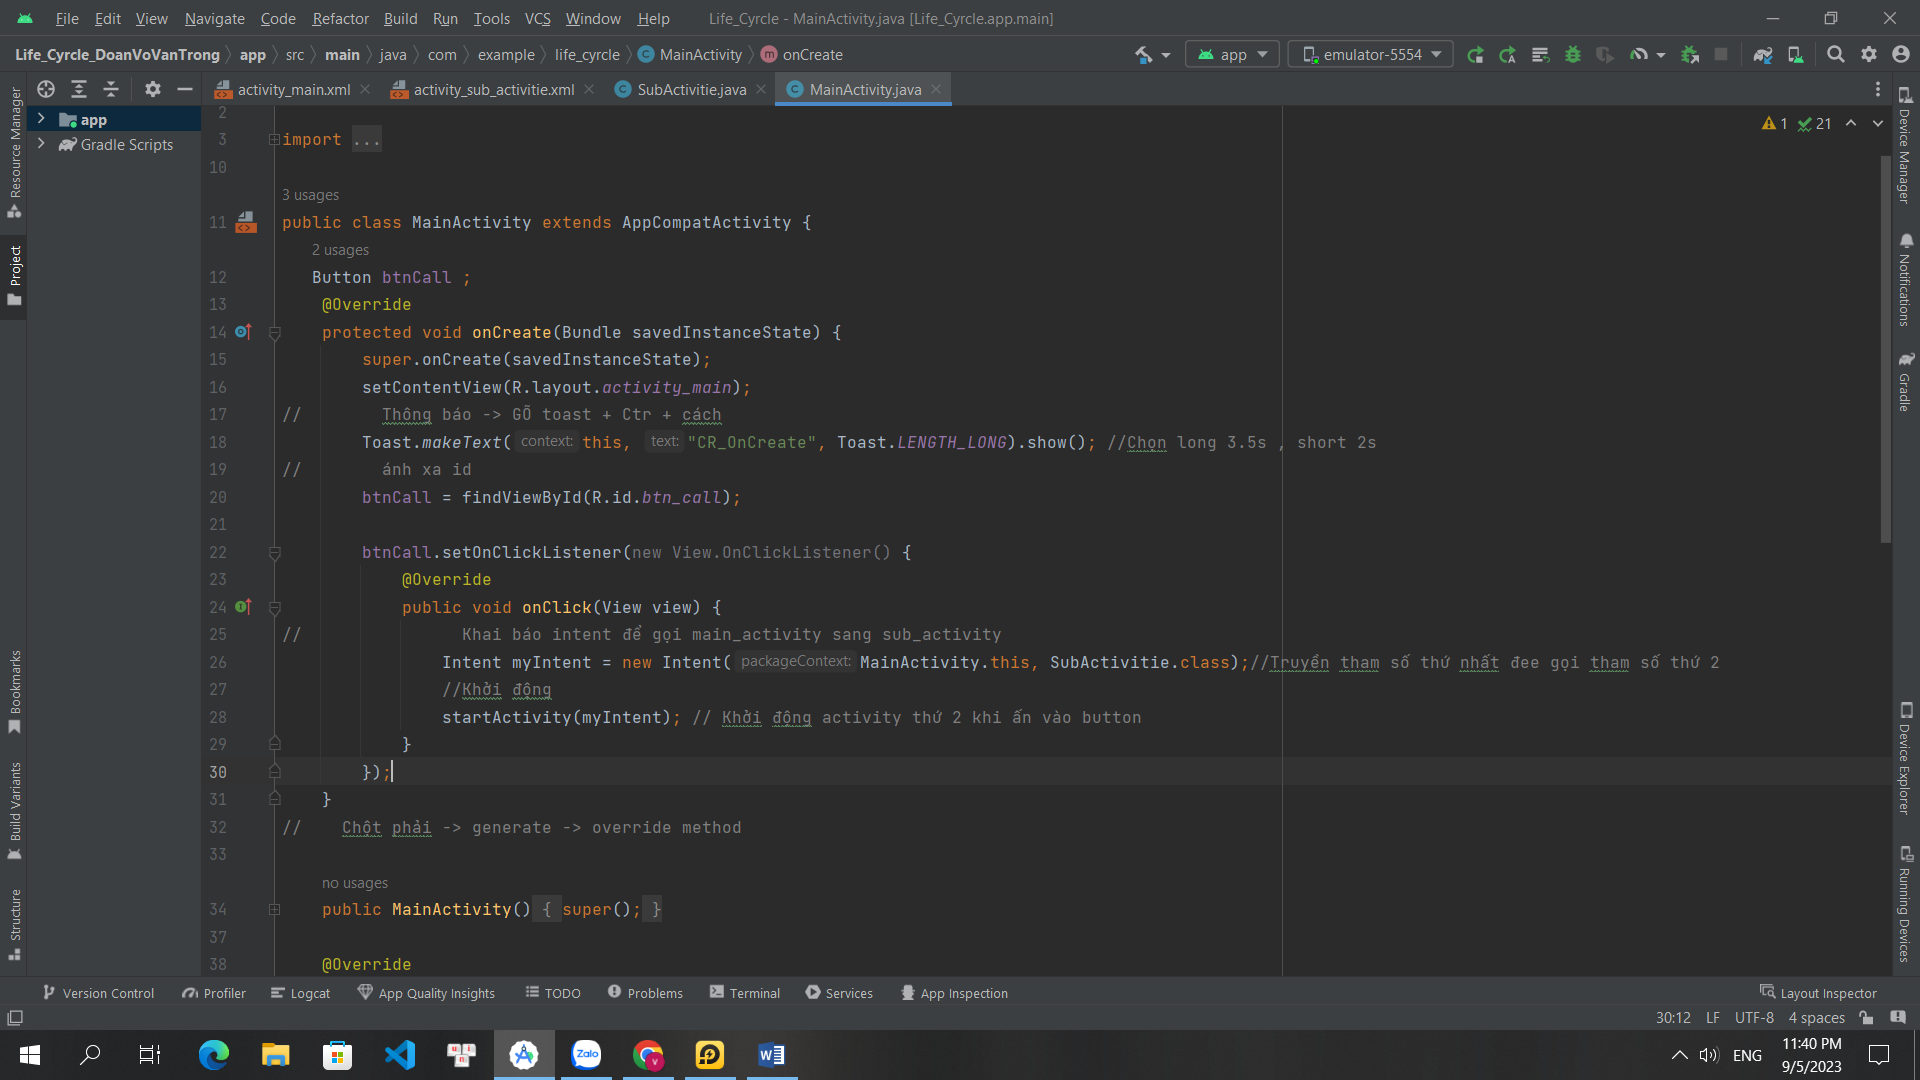 File Edit View Navigate Code Refactor Build Run Tools VCS Window Help Life_Cyrcle - MainActivity.java [Life_Cyrcle.app.main]
Life_Cyrcle_DoanVoVanTrong app src main java com example life_cyrcle MainActivity onCreate app emulator-5554
activity_main.xml activity_sub_activitie.xml SubActivitie.java MainActivity.java
app
Gradle Scripts
Resource Manager
Project
Bookmarks
Build Variants
Structure
2
3 import ...
10
3 usages
11 public class MainActivity extends AppCompatActivity {
2 usages
12 Button btnCall ;
13 @Override
14 protected void onCreate(Bundle savedInstanceState) {
15 super.onCreate(savedInstanceState);
16 setContentView(R.layout.activity_main);
17 // Thông báo -> GÕ toast + Ctr + cách
18 Toast.makeText( context: this, text: "CR_OnCreate", Toast.LENGTH_LONG).show(); //Chọn long 3.5s , short 2s
19 // ánh xa id
20 btnCall = findViewById(R.id.btn_call);
21
22 btnCall.setOnClickListener(new View.OnClickListener() {
23 @Override
24 public void onClick(View view) {
25 // Khai báo intent để gọi main_activity sang sub_activity
26 Intent myIntent = new Intent( packageContext: MainActivity.this, SubActivitie.class);//Truyền tham số thứ nhất đee gọi tham số thứ 2
27 //Khởi động
28 startActivity(myIntent); // Khởi động activity thứ 2 khi ấn vào button
29 }
30 });
31 }
32 // Chôt phải -> generate -> override method
33
no usages
34 public MainActivity() { super(); }
37
38 @Override
1 21
Device Manager
Notifications
Gradle
Device Explorer
Running Devices
Version Control Profiler Logcat App Quality Insights TODO Problems Terminal Services App Inspection Layout Inspector
30:12 LF UTF-8 4 spaces
Zalo
ENG
11:40 PM
9/5/2023